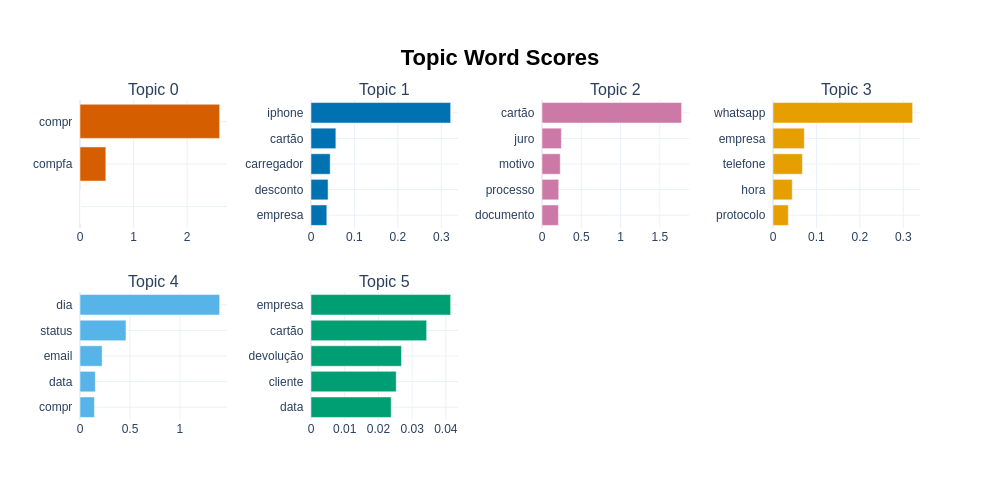 Topic Word Scores
Topic 0
compr
compfa
0 1 2
Topic 1
iphone
cartão
carregador
desconto
empresa
0 0.1 0.2 0.3
Topic 2
cartão
juro
motivo
processo
documento
0 0.5 1 1.5
Topic 3
whatsapp
empresa
telefone
hora
protocolo
0 0.1 0.2 0.3
Topic 4
dia
status
email
data
compr
0 0.5 1
Topic 5
empresa
cartão
devolução
cliente
data
0 0.01 0.02 0.03 0.04